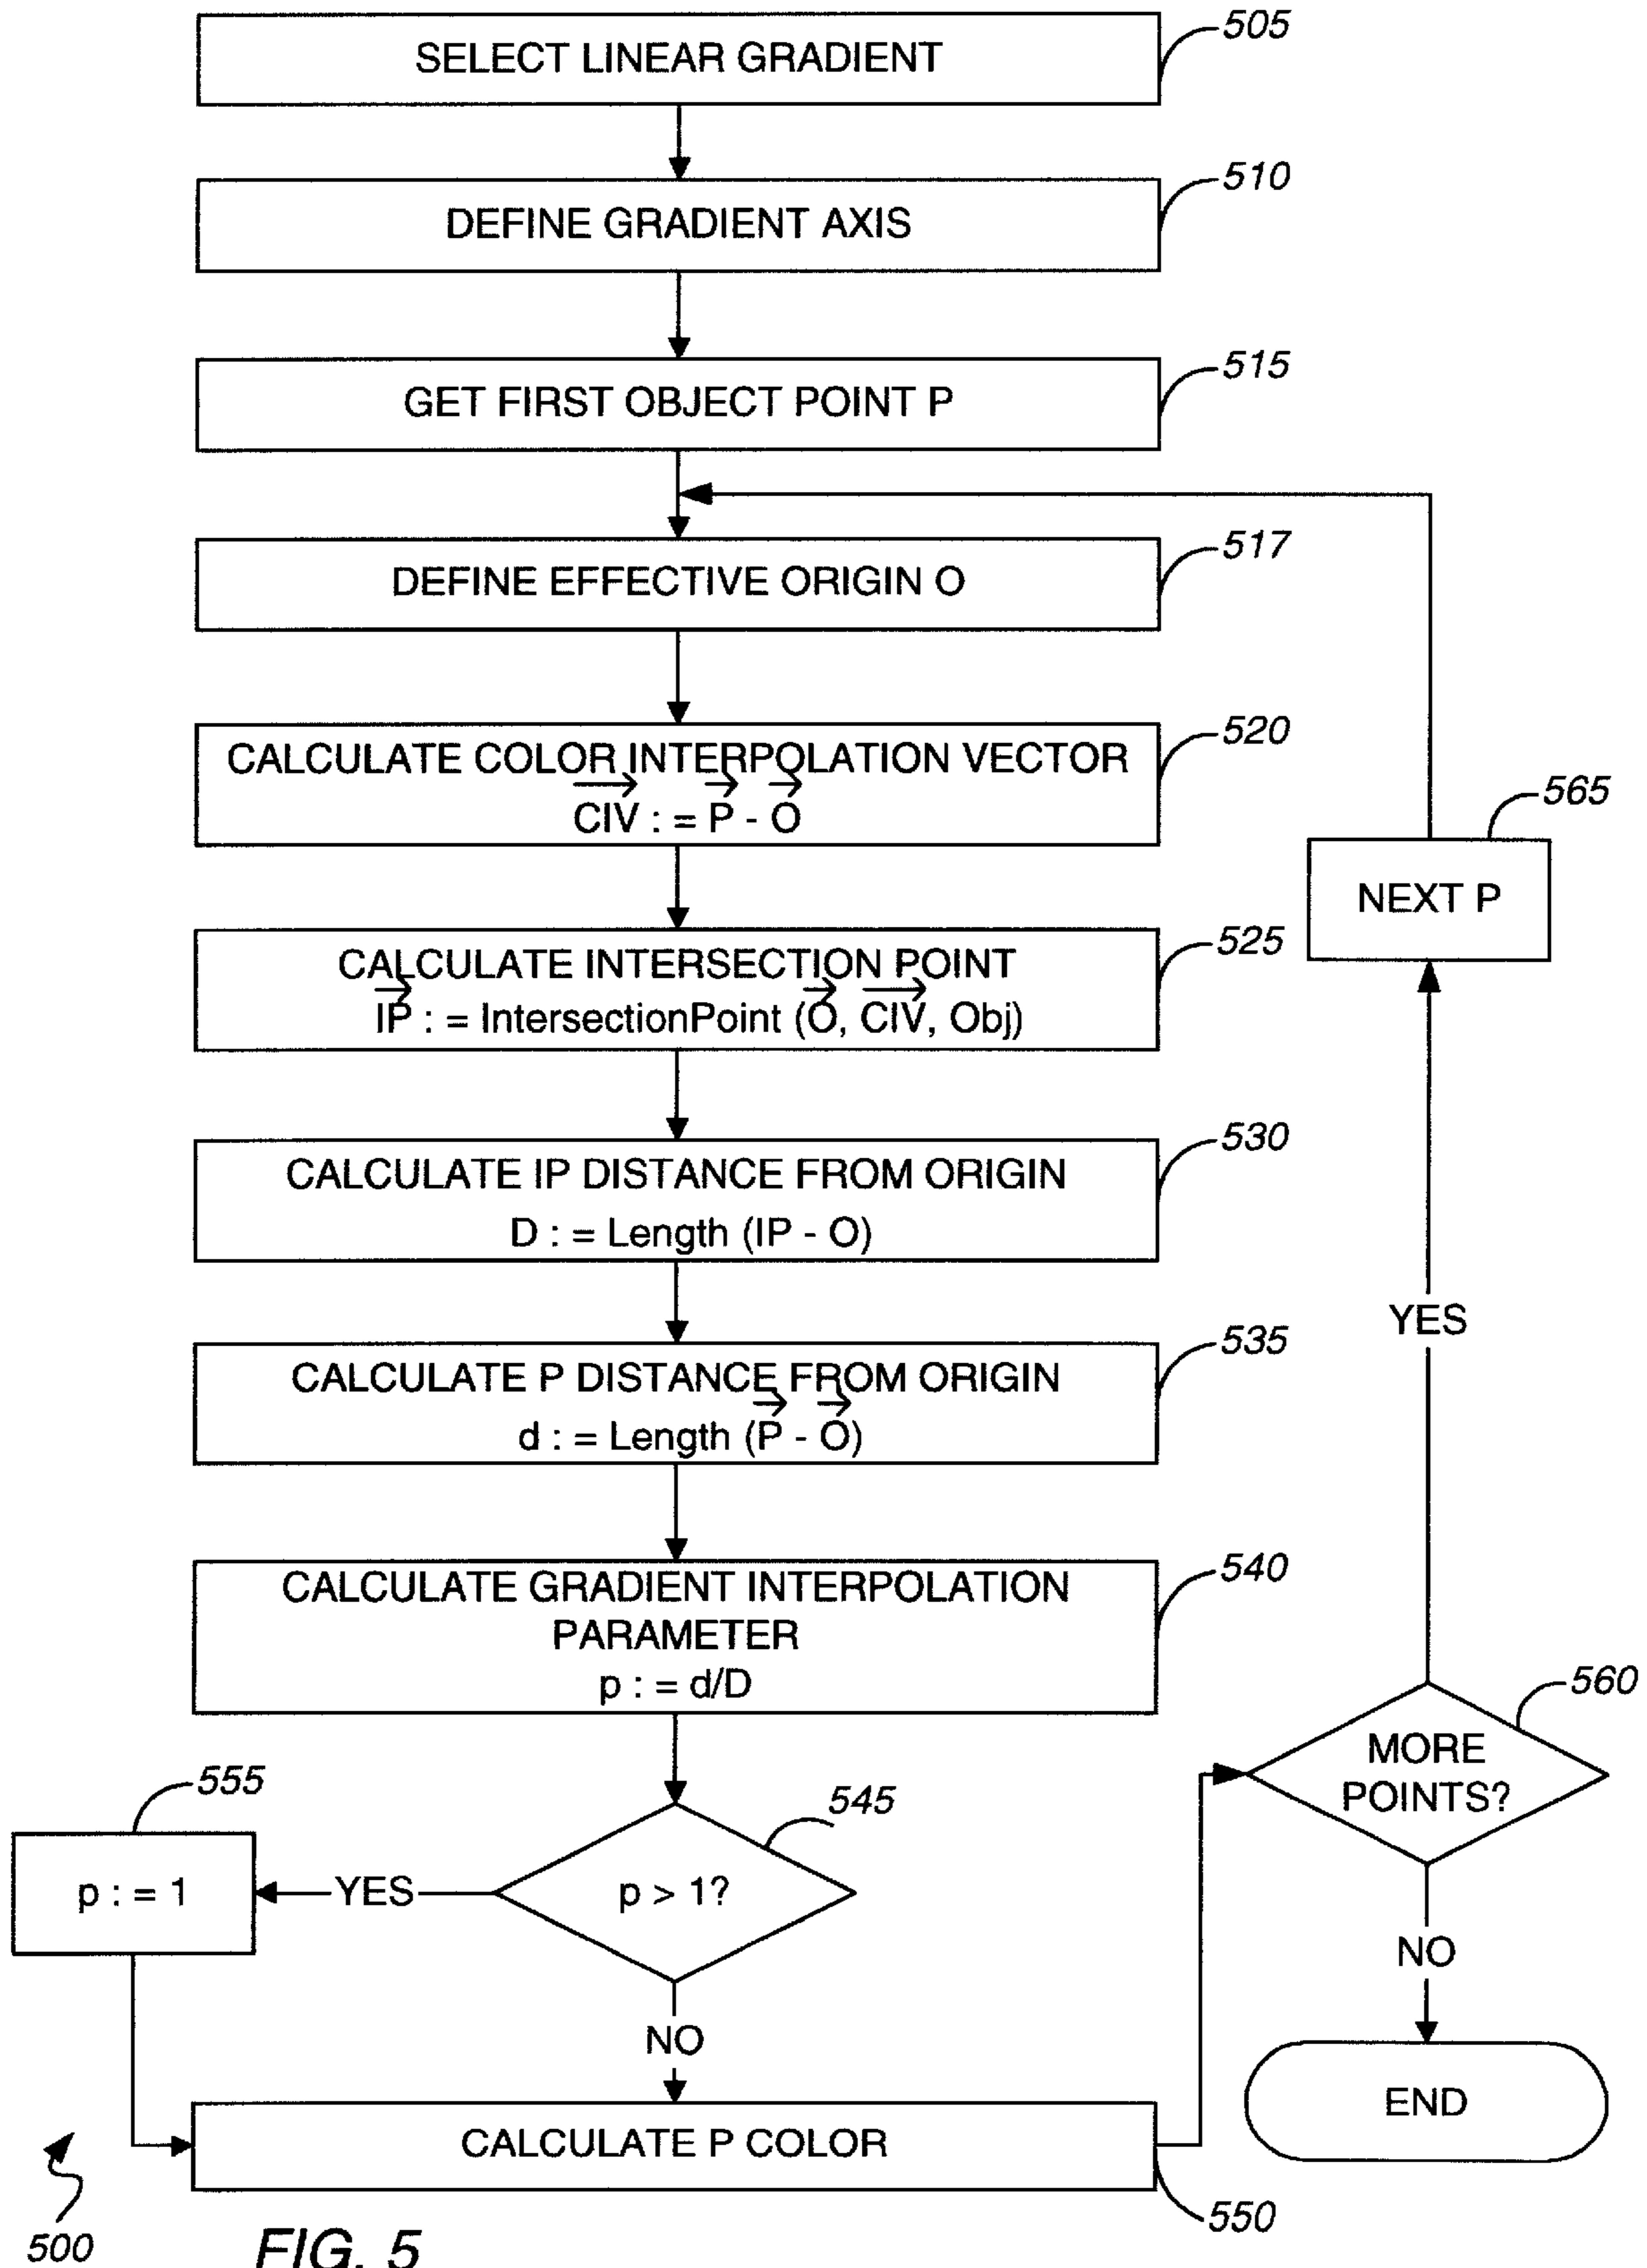 SELECT LINEAR GRADIENT
505
DEFINE GRADIENT AXIS
510
GET FIRST OBJECT POINT P
515
DEFINE EFFECTIVE ORIGIN O
517
CALCULATE COLOR INTERPOLATION VECTOR
CIV : = P - O
520
CALCULATE INTERSECTION POINT
IP : = IntersectionPoint (O, CIV, Obj)
525
NEXT P
565
CALCULATE IP DISTANCE FROM ORIGIN
D : = Length (IP - O)
530
CALCULATE P DISTANCE FROM ORIGIN
d : = Length (P - O)
535
YES
CALCULATE GRADIENT INTERPOLATION
PARAMETER
p : = d/D
540
p > 1?
545
YES
p : = 1
555
NO
CALCULATE P COLOR
550
MORE
POINTS?
560
NO
END
500
FIG. 5